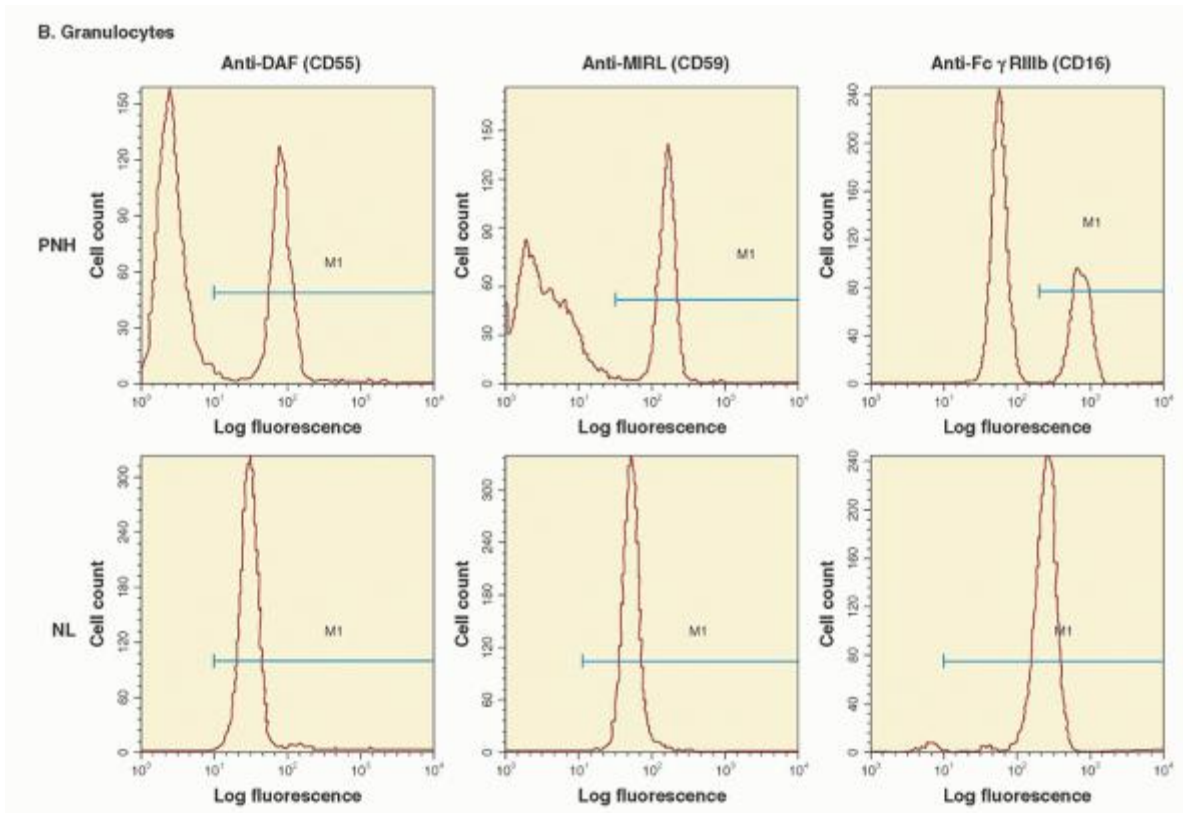 B. Granulocytes
Anti-DAF (CD55)
Anti-MIRL (CD59)
Anti-Fc γ RIIIb (CD16)
PNH
Cell count
150
120
90
60
30
0
M1
10⁰ 10¹ 10² 10³ 10⁴
Log fluorescence
Cell count
150
120
90
60
30
0
M1
10⁰ 10¹ 10² 10³ 10⁴
Log fluorescence
Cell count
240
200
160
120
80
40
0
M1
10⁰ 10¹ 10² 10³ 10⁴
Log fluorescence
NL
Cell count
300
240
180
120
60
0
M1
10⁰ 10¹ 10² 10³ 10⁴
Log fluorescence
Cell count
300
240
180
120
60
0
M1
10⁰ 10¹ 10² 10³ 10⁴
Log fluorescence
Cell count
240
200
160
120
80
40
0
M1
10⁰ 10¹ 10² 10³ 10⁴
Log fluorescence